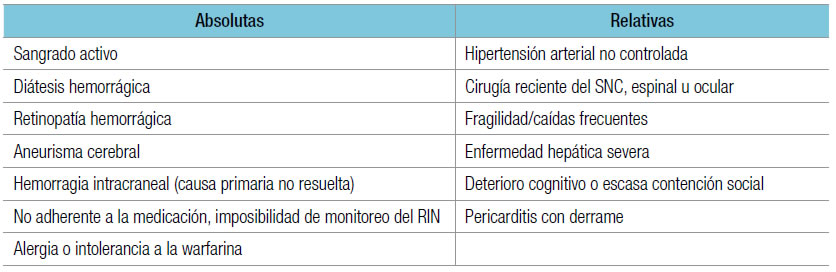 Absolutas Relativas
Sangrado activo Hipertensión arterial no controlada
Diátesis hemorrágica Cirugía reciente del SNC, espinal u ocular
Retinopatía hemorrágica Fragilidad/caídas frecuentes
Aneurisma cerebral Enfermedad hepática severa
Hemorragia intracraneal (causa primaria no resuelta) Deterioro cognitivo o escasa contención social
No adherente a la medicación, imposibilidad de monitoreo del RIN Pericarditis con derrame
Alergia o intolerancia a la warfarina